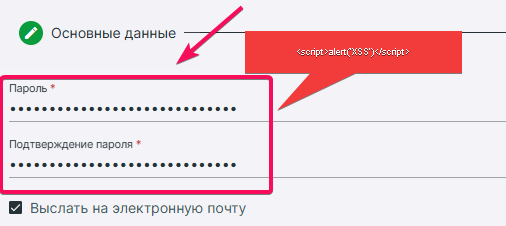 Основные данные
<script>alert('XSS')</script>
Пароль *
•••••••••••••••••••••••••••••
Подтверждение пароля *
•••••••••••••••••••••••••••••
Выслать на электронную почту